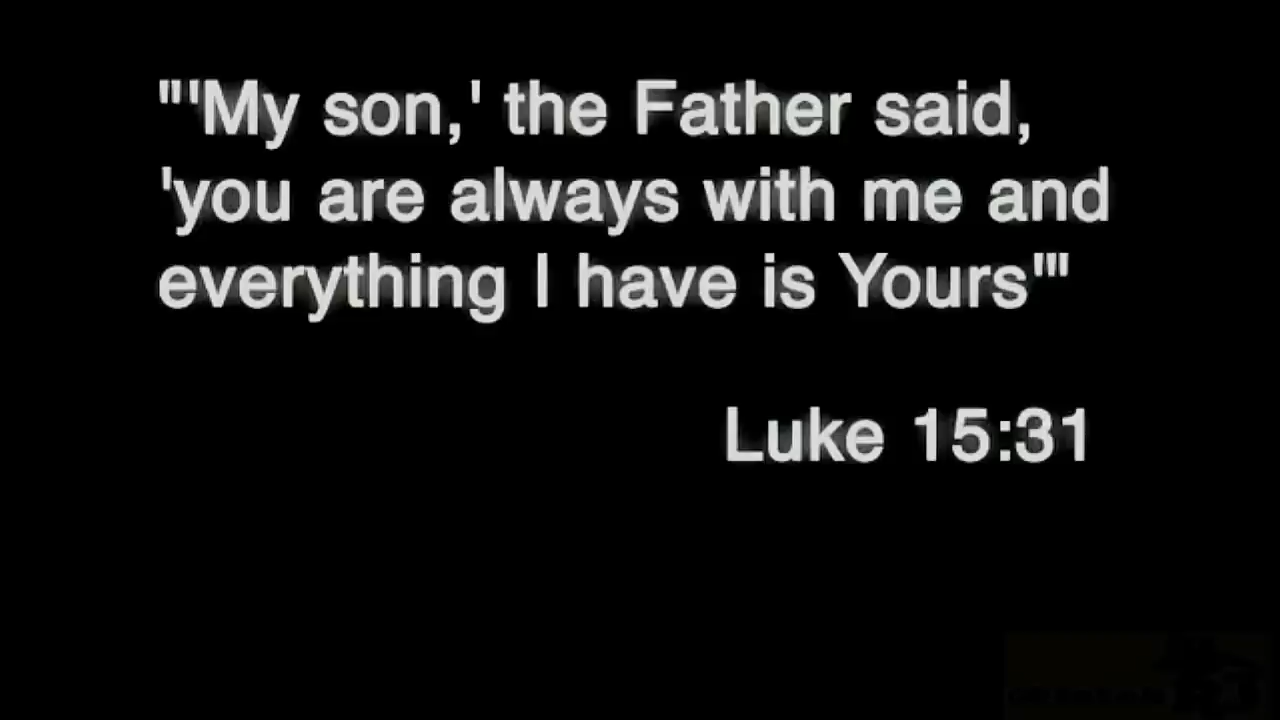 "'My son,' the Father said,
'you are always with me and
everything I have is Yours'"
Luke 15:31